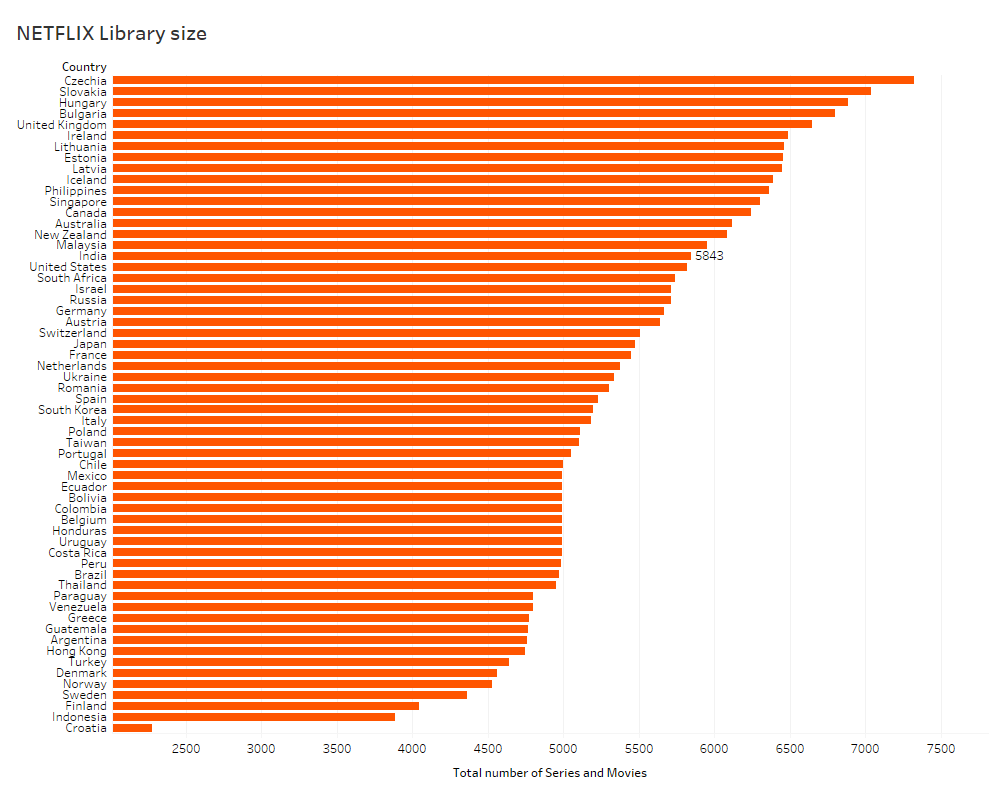 NETFLIX Library size
Country
Czechia
Slovakia
Hungary
Bulgaria
United Kingdom
Ireland
Lithuania
Estonia
Latvia
Iceland
Philippines
Singapore
Canada
Australia
New Zealand
Malaysia
India 5843
United States
South Africa
Israel
Russia
Germany
Austria
Switzerland
Japan
France
Netherlands
Ukraine
Romania
Spain
South Korea
Italy
Poland
Taiwan
Portugal
Chile
Mexico
Ecuador
Bolivia
Colombia
Belgium
Honduras
Uruguay
Costa Rica
Peru
Brazil
Thailand
Paraguay
Venezuela
Greece
Guatemala
Argentina
Hong Kong
Turkey
Denmark
Norway
Sweden
Finland
Indonesia
Croatia
2500 3000 3500 4000 4500 5000 5500 6000 6500 7000 7500
Total number of Series and Movies